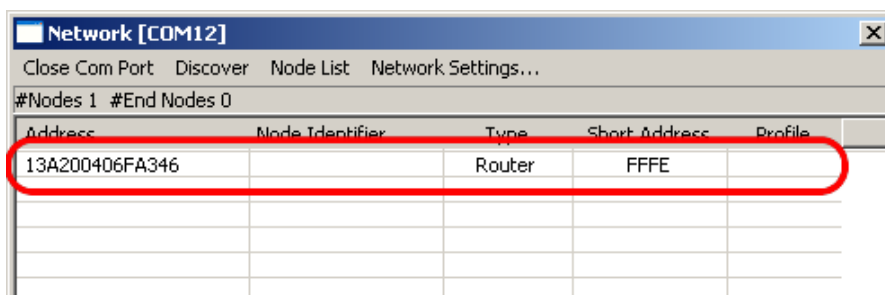 Network [COM12]
Close Com Port Discover Node List Network Settings...
#Nodes 1 #End Nodes 0
Address Node Identifier Type Short Address Profile
13A200406FA346 Router FFFE